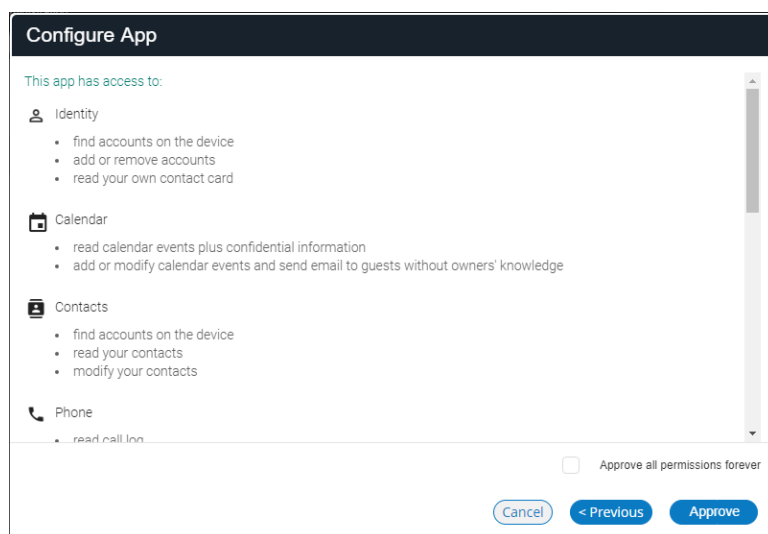 Configure App
This app has access to:
Identity
• find accounts on the device
• add or remove accounts
• read your own contact card
Calendar
• read calendar events plus confidential information
• add or modify calendar events and send email to guests without owners' knowledge
Contacts
• find accounts on the device
• read your contacts
• modify your contacts
Phone
• read call log
Approve all permissions forever
Cancel
< Previous
Approve